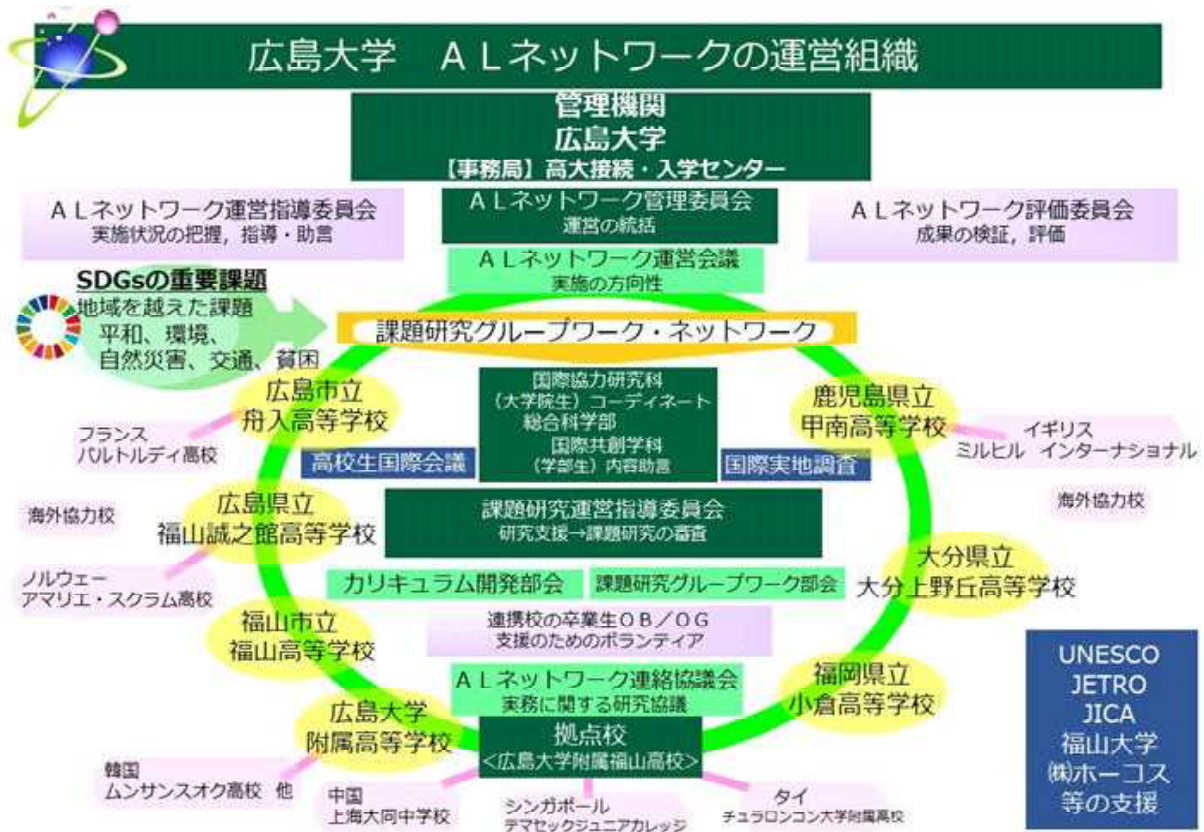 広島大学　ＡＬネットワークの運営組織
管理機関
広島大学
【事務局】高大接続・入学センター
ＡＬネットワーク運営指導委員会
実施状況の把握，指導・助言
ＡＬネットワーク管理委員会
運営の統括
ＡＬネットワーク評価委員会
成果の検証，評価
ＡＬネットワーク運営会議
実施の方向性
SDGsの重要課題
地域を越えた課題
平和、環境、
自然災害、交通、貧困
課題研究グループワーク・ネットワーク
国際協力研究科
（大学院生）コーディネート
総合科学部
国際共創学科
（学部生）内容助言
広島市立
舟入高等学校
フランス
バルトルディ高校
高校生国際会議
国際実地調査
鹿児島県立
甲南高等学校
イギリス
ミルヒル インターナショナル
海外協力校
広島県立
福山誠之館高等学校
課題研究運営指導委員会
研究支援→課題研究の審査
海外協力校
ノルウェー
アマリエ・スクラム高校
カリキュラム開発部会
課題研究グループワーク部会
大分県立
大分上野丘高等学校
福山市立
福山高等学校
連携校の卒業生ＯＢ／ＯＧ
支援のためのボランティア
ＡＬネットワーク連絡協議会
実務に関する研究協議
福岡県立
小倉高等学校
広島大学
附属高等学校
拠点校
<広島大学附属福山高校>
韓国
ムンサンスオク高校 他
中国
上海大同中学校
シンガポール
テマセックジュニアカレッジ
タイ
チュラロンコン大学附属高校
UNESCO
JETRO
JICA
福山大学
㈱ホーコス
等の支援